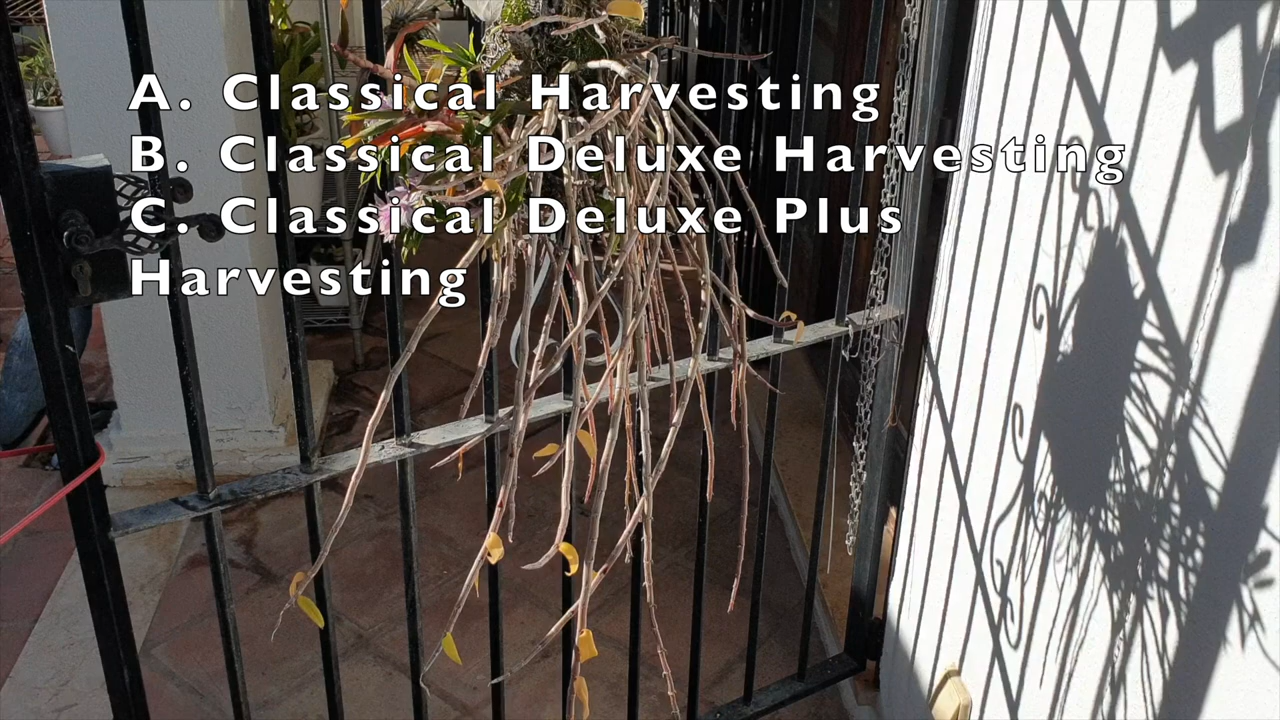 A. Classical Harvesting
B. Classical Deluxe Harvesting
C. Classical Deluxe Plus
Harvesting